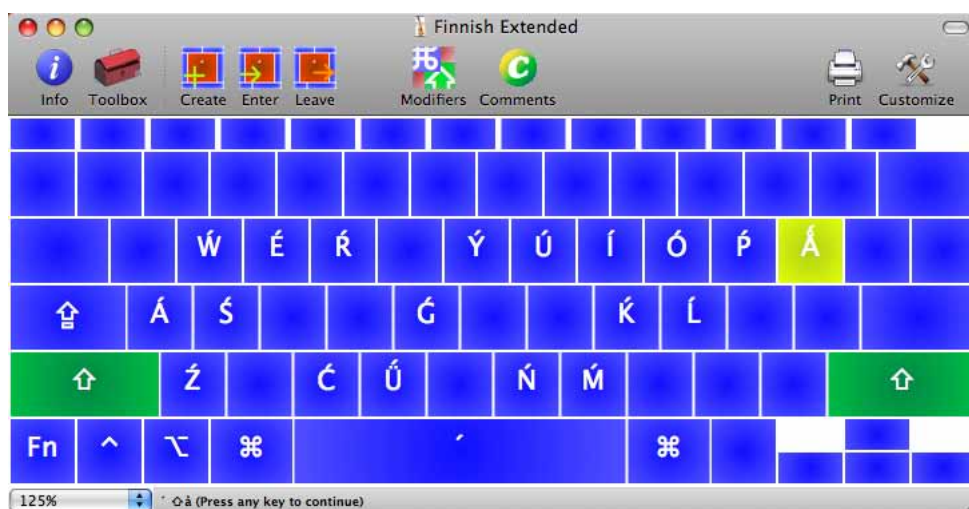 Finnish Extended
Info Toolbox Create Enter Leave Modifiers Comments Print Customize
Ẃ É Ŕ Ý Ú Í Ó Ṕ Ǻ
⇪ Á Ś Ǵ Ḱ Ĺ
⇧ Ź Ć Ǘ Ń Ḿ ⇧
Fn ^ ⌥ ⌘ ´ ⌘
125% ´ ⇧å (Press any key to continue)